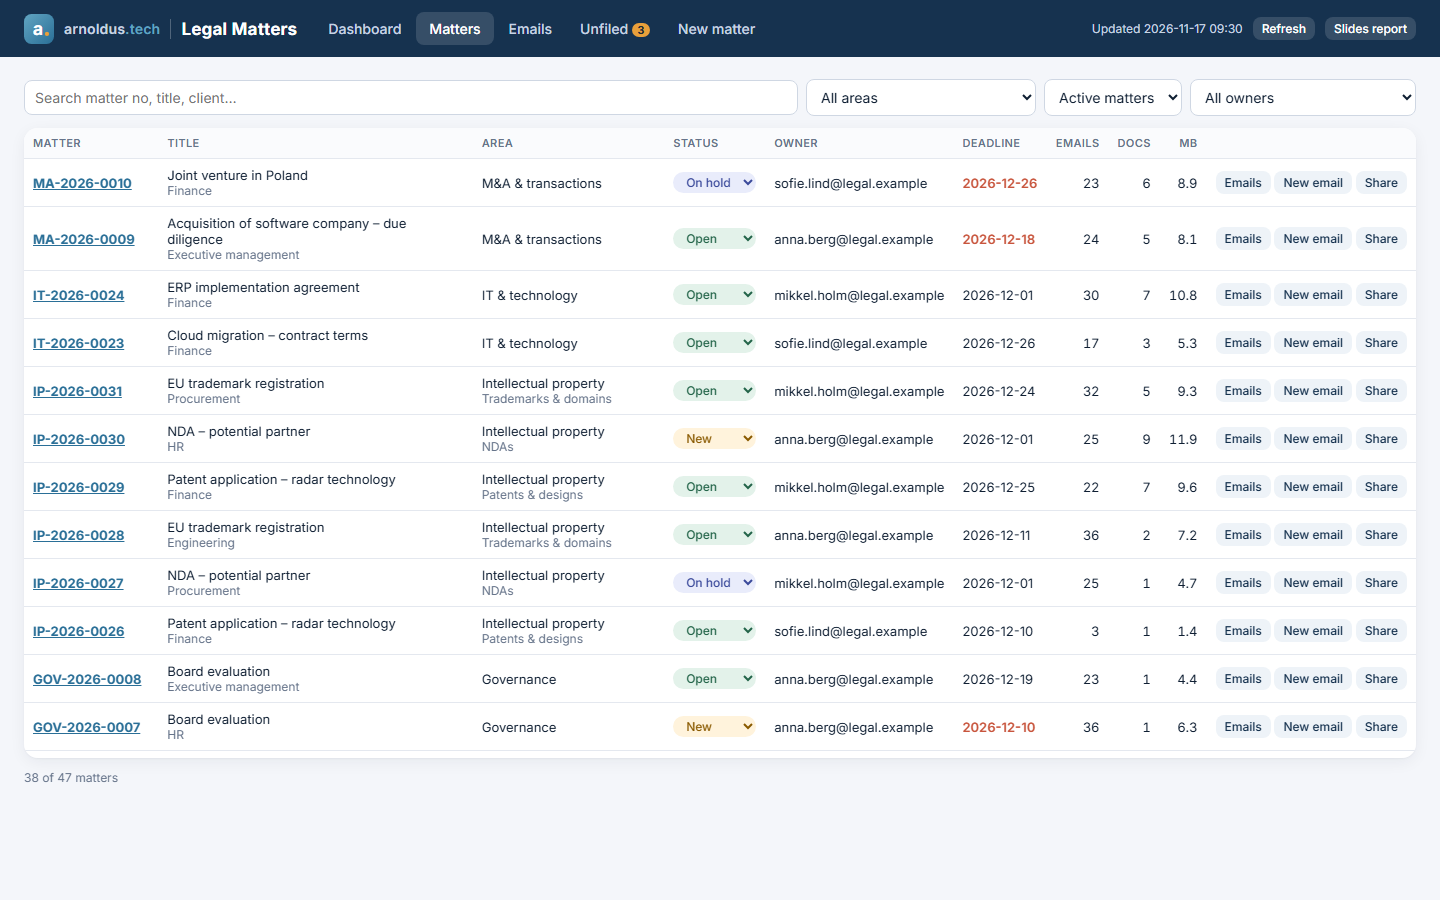 a. arnoldus.tech Legal Matters Dashboard Matters Emails Unfiled 3 New matter Updated 2026-11-17 09:30 Refresh Slides report
Search matter no, title, client... All areas Active matters All owners
MATTER TITLE AREA STATUS OWNER DEADLINE EMAILS DOCS MB
MA-2026-0010 Joint venture in Poland M&A & transactions On hold sofie.lind@legal.example 2026-12-26 23 6 8.9 Emails New email Share
Finance
Acquisition of software company – due
MA-2026-0009 diligence M&A & transactions Open anna.berg@legal.example 2026-12-18 24 5 8.1 Emails New email Share
Executive management
IT-2026-0024 ERP implementation agreement IT & technology Open mikkel.holm@legal.example 2026-12-01 30 7 10.8 Emails New email Share
Finance
IT-2026-0023 Cloud migration – contract terms IT & technology Open sofie.lind@legal.example 2026-12-26 17 3 5.3 Emails New email Share
Finance
IP-2026-0031 EU trademark registration Intellectual property Open mikkel.holm@legal.example 2026-12-24 32 5 9.3 Emails New email Share
Procurement Trademarks & domains
IP-2026-0030 NDA – potential partner Intellectual property New anna.berg@legal.example 2026-12-01 25 9 11.9 Emails New email Share
HR NDAs
IP-2026-0029 Patent application – radar technology Intellectual property Open mikkel.holm@legal.example 2026-12-25 22 7 9.6 Emails New email Share
Finance Patents & designs
IP-2026-0028 EU trademark registration Intellectual property Open anna.berg@legal.example 2026-12-11 36 2 7.2 Emails New email Share
Engineering Trademarks & domains
IP-2026-0027 NDA – potential partner Intellectual property On hold mikkel.holm@legal.example 2026-12-01 25 1 4.7 Emails New email Share
Procurement NDAs
IP-2026-0026 Patent application – radar technology Intellectual property Open sofie.lind@legal.example 2026-12-10 3 1 1.4 Emails New email Share
Finance Patents & designs
GOV-2026-0008 Board evaluation Governance Open anna.berg@legal.example 2026-12-19 23 1 4.4 Emails New email Share
Executive management
GOV-2026-0007 Board evaluation Governance New anna.berg@legal.example 2026-12-10 36 1 6.3 Emails New email Share
HR
38 of 47 matters